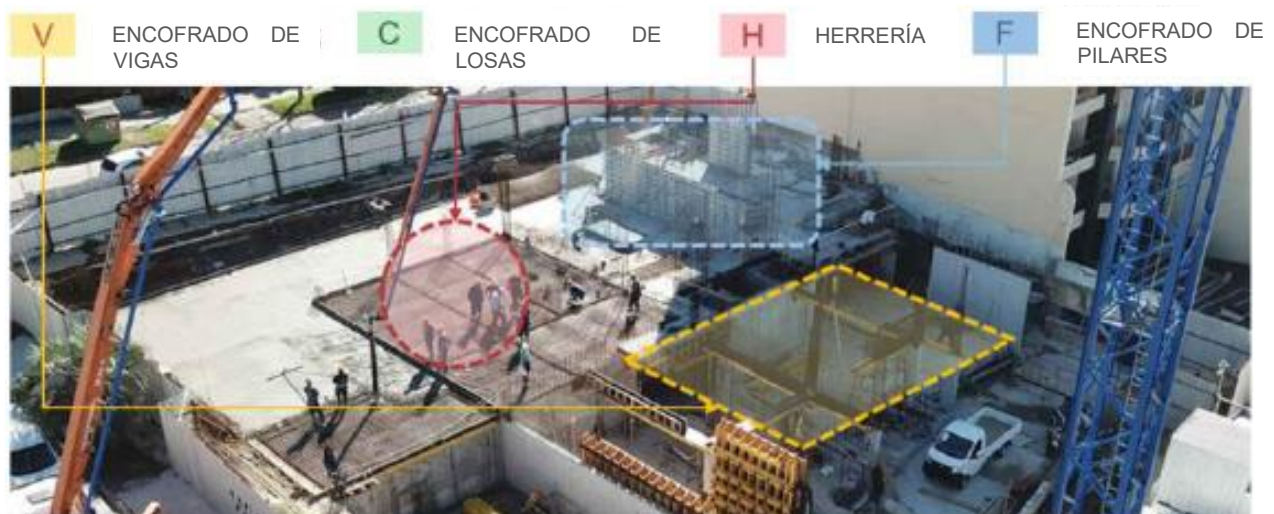 V ENCOFRADO DE VIGAS
C ENCOFRADO DE LOSAS
H HERRERÍA
F ENCOFRADO DE PILARES